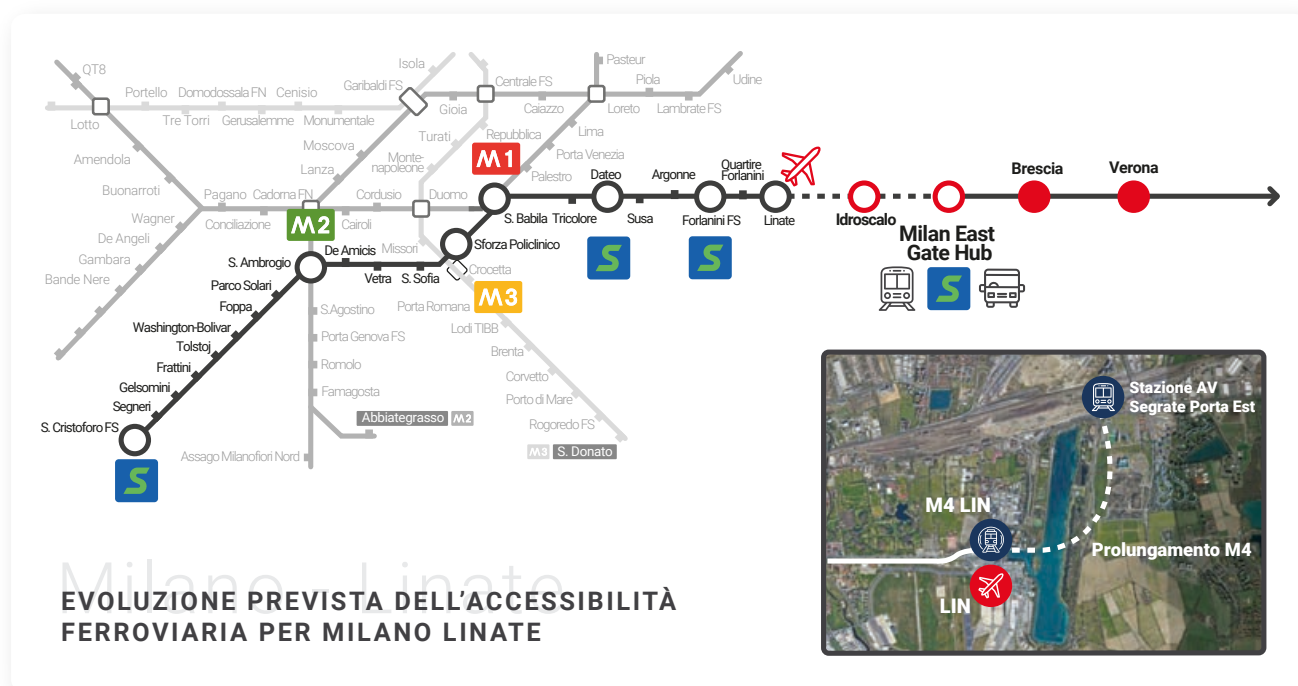 QT8
Isola
Pasteur
Garibaldi FS
Centrale FS
Piola
Udine
Portello
Domodossala FN
Cenisio
Lotto
Tre Torri
Gerusalemme
Monumentale
Gioia
Caiazzo
Loreto
Lambrate FS
Turati
Repubblica
Lima
Moscova
Amendola
Monte-
napoleone
M1
Porta Venezia
Lanza
Palestro
Dateo
Argonne
Quartire
Forlanini
Brescia
Verona
Buonarroti
Pagano
Cadorna FN
Cordusio
Duomo
Wagner
Conciliazione
M2
Cairoli
S. Babila
Tricolore
Susa
Forlanini FS
Linate
Idroscalo
De Angeli
De Amicis
Missori
Sforza Policlinico
Milan East
Gate Hub
Gambara
S. Ambrogio
S
S
Bande Nere
Vetra
S. Sofia
Crocetta
S
Parco Solari
M3
Foppa
S.Agostino
Porta Romana
Washington-Bolivar
Porta Genova FS
Lodi TIBB
Tolstoj
Brenta
Frattini
Romolo
Corvetto
Gelsomini
Famagosta
Porto di Mare
Segneri
Abbiategrasso M2
Rogoredo FS
S. Cristoforo FS
Assago Milanofiori Nord
M3 S. Donato
S
Stazione AV
Segrate Porta Est
M4 LIN
Prolungamento M4
LIN
Milano - Linate
EVOLUZIONE PREVISTA DELL'ACCESSIBILITÀ
FERROVIARIA PER MILANO LINATE